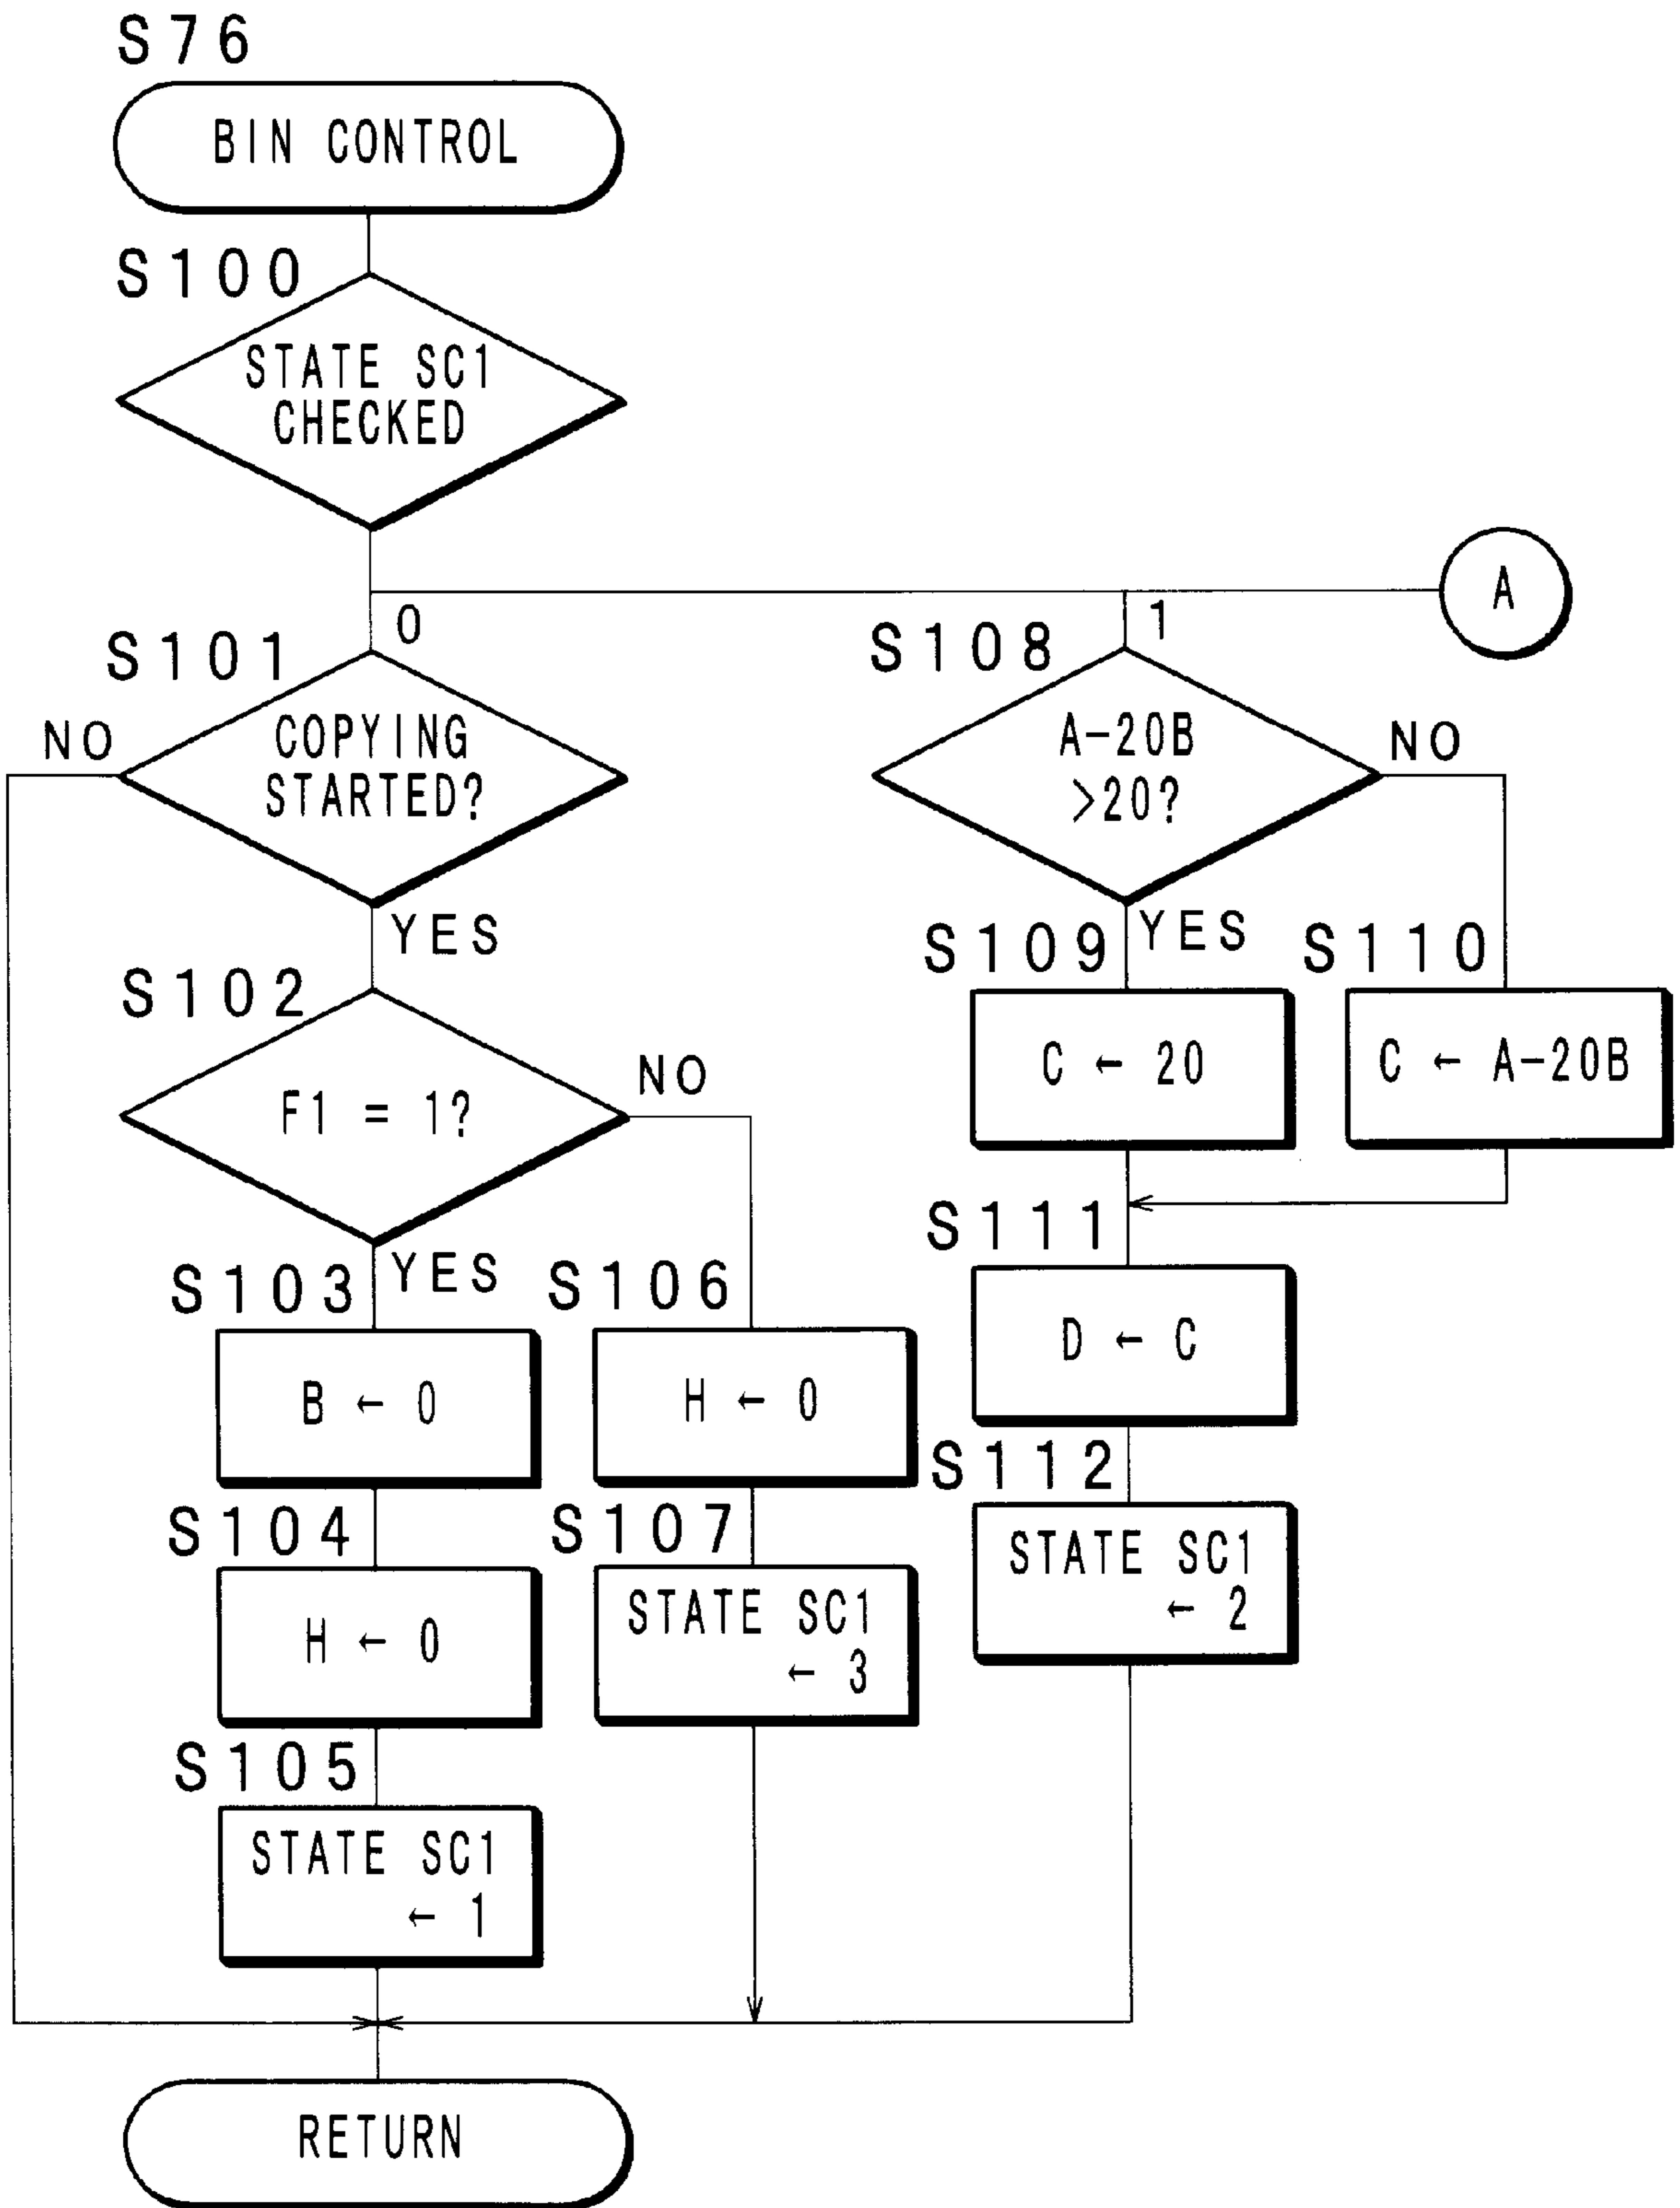 S76
BIN CONTROL
S100
STATE SC1
CHECKED
A
0
1
S101
NO
COPYING
STARTED?
YES
S102
F1 = 1?
NO
YES
S103
B ← 0
S104
H ← 0
S105
STATE SC1
← 1
S106
H ← 0
S107
STATE SC1
← 3
S108
A-20B
>20?
NO
YES
S109
C ← 20
S110
C ← A-20B
S111
D ← C
S112
STATE SC1
← 2
RETURN